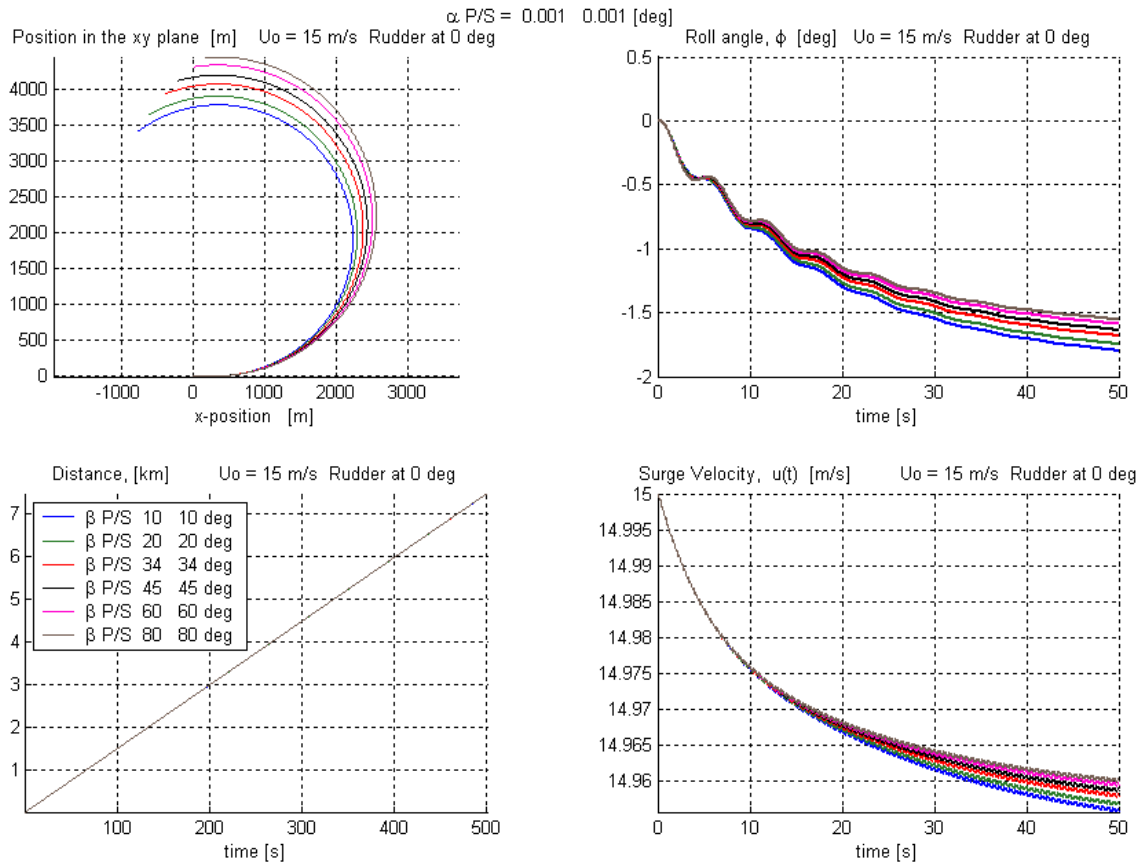 α P/S = 0.001 0.001 [deg]
Position in the xy plane [m] Uo = 15 m/s Rudder at 0 deg
4000
3500
3000
2500
2000
1500
1000
500
0
-1000 0 1000 2000 3000
x-position [m]
Roll angle, ϕ [deg] Uo = 15 m/s Rudder at 0 deg
0.5
0
-0.5
-1
-1.5
-2
0 10 20 30 40 50
time [s]
Distance, [km] Uo = 15 m/s Rudder at 0 deg
7
6
5
4
3
2
1
β P/S 10 10 deg
β P/S 20 20 deg
β P/S 34 34 deg
β P/S 45 45 deg
β P/S 60 60 deg
β P/S 80 80 deg
100 200 300 400 500
time [s]
Surge Velocity, u(t) [m/s] Uo = 15 m/s Rudder at 0 deg
15
14.995
14.99
14.985
14.98
14.975
14.97
14.965
14.96
0 10 20 30 40 50
time [s]